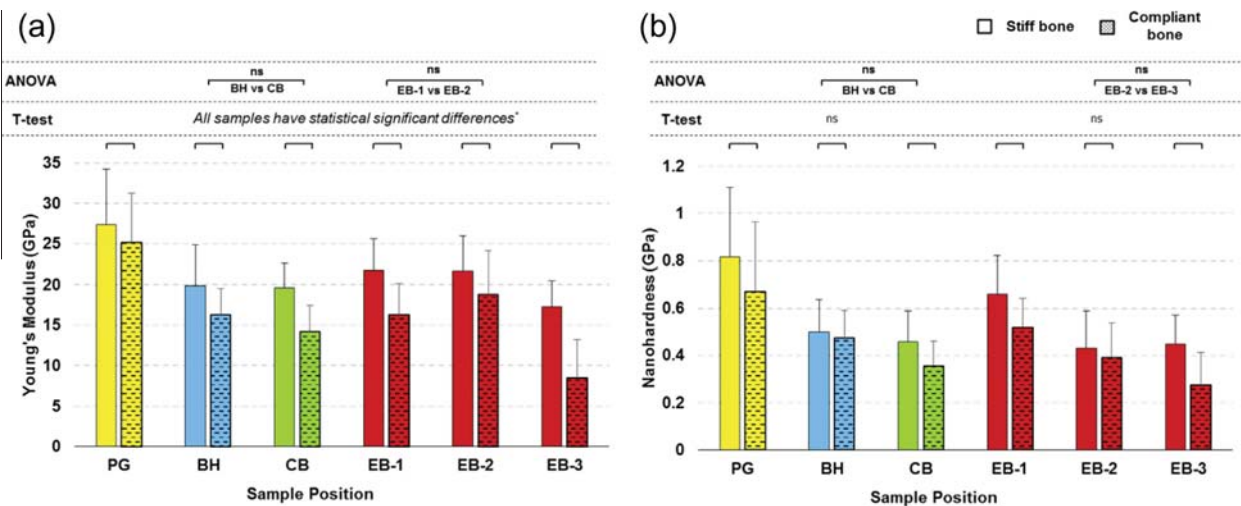 (a)
ANOVA
ns
BH vs CB
ns
EB-1 vs EB-2
T-test
All samples have statistical significant differences*
35
30
25
20
15
10
5
0
Young's Modulus (GPa)
PG
BH
CB
EB-1
EB-2
EB-3
Sample Position
(b)
Stiff bone
Compliant
bone
ANOVA
ns
BH vs CB
ns
EB-2 vs EB-3
T-test
ns
ns
1.2
1
0.8
0.6
0.4
0.2
0
Nanohardness (GPa)
PG
BH
CB
EB-1
EB-2
EB-3
Sample Position